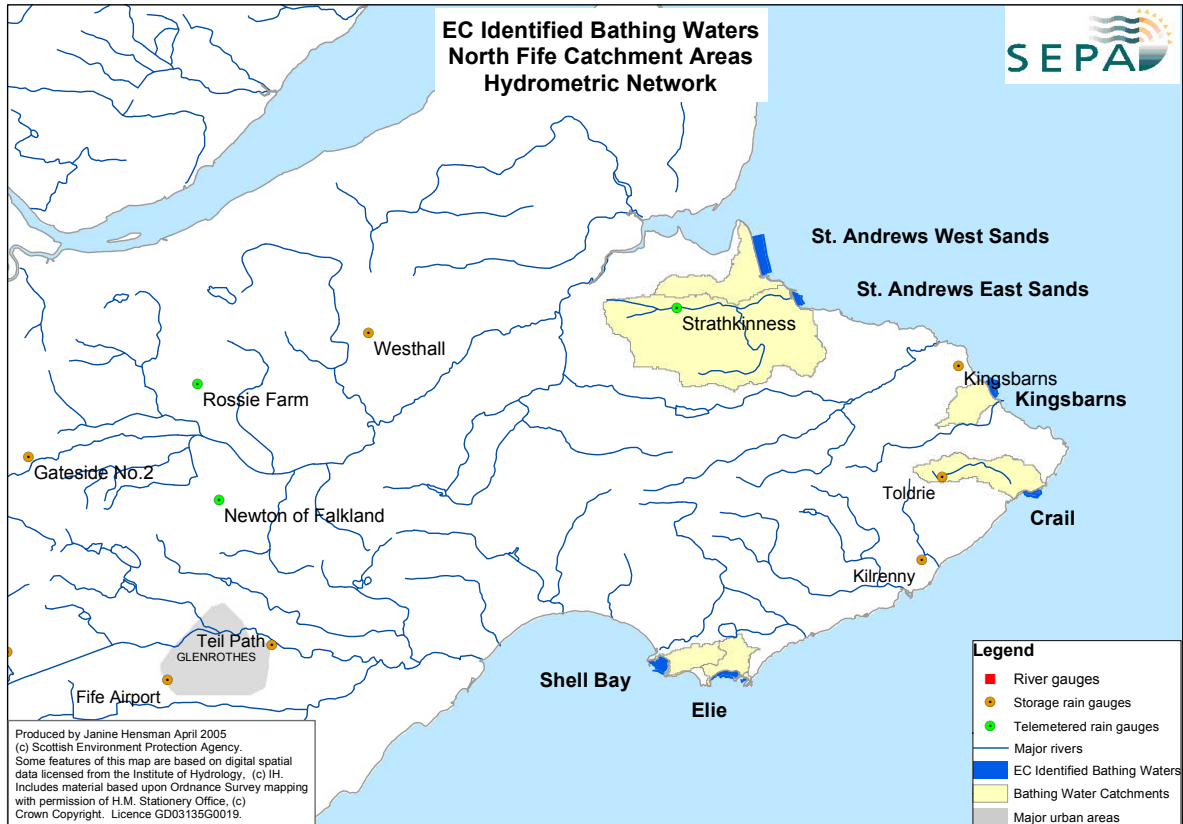 EC Identified Bathing Waters
North Fife Catchment Areas
Hydrometric Network
SEPA
St. Andrews West Sands
St. Andrews East Sands
Strathkinness
Westhall
Kingsbarns
Rossie Farm
Kingsbarns
Gateside No.2
Toldrie
Newton of Falkland
Crail
Kilrenny
Teil Path
GLENROTHES
Shell Bay
Fife Airport
Elie
Legend
River gauges
Storage rain gauges
Telemetered rain gauges
Major rivers
EC Identified Bathing Waters
Bathing Water Catchments
Major urban areas
Produced by Janine Hensman April 2005
(c) Scottish Environment Protection Agency.
Some features of this map are based on digital spatial
data licensed from the Institute of Hydrology, (c) IH.
Includes material based upon Ordnance Survey mapping
with permission of H.M. Stationery Office, (c)
Crown Copyright. Licence GD03135G0019.